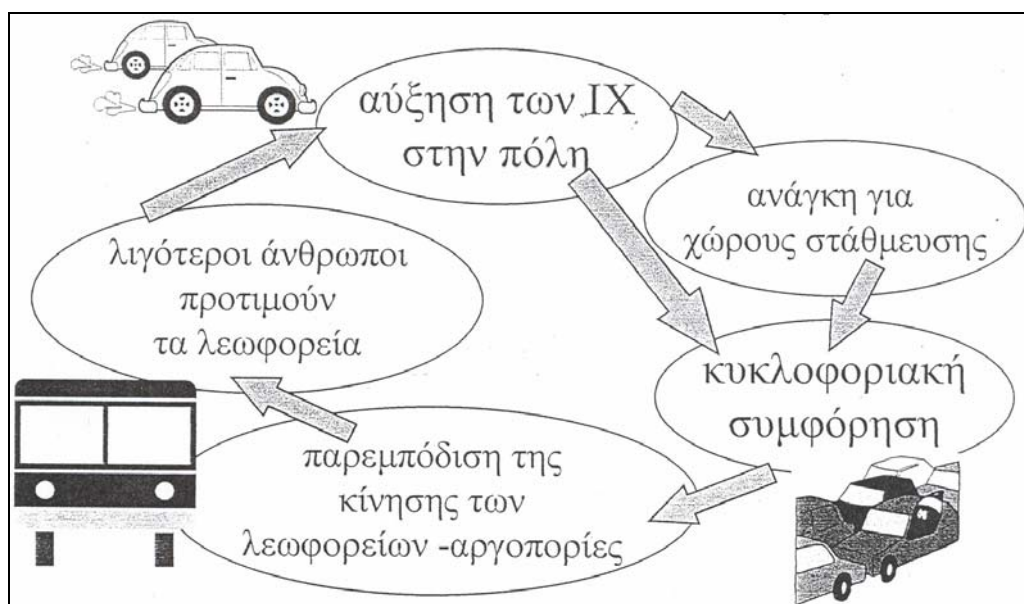 αύξηση των ΙΧ
στην πόλη
ανάγκη για
χώρους στάθμευσης
κυκλοφοριακή
συμφόρηση
παρεμπόδιση της
κίνησης των
λεωφορείων -αργοπορίες
λιγότεροι άνθρωποι
προτιμούν
τα λεωφορεία